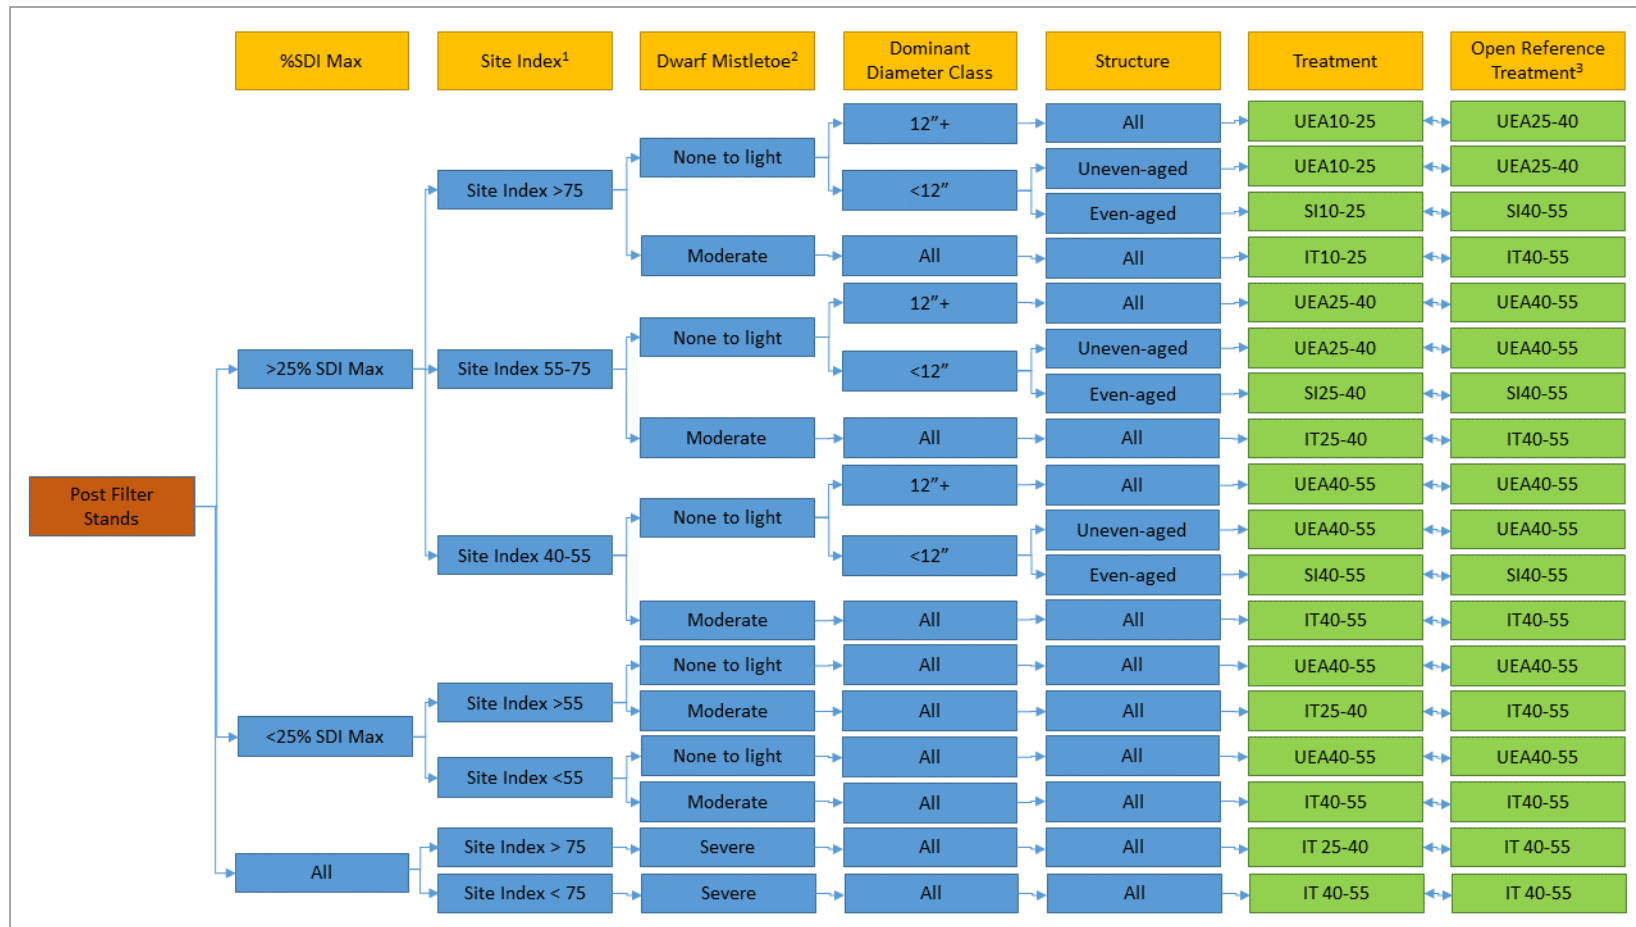 %SDI Max
Site Index¹
Dwarf Mistletoe²
Dominant
Diameter Class
Structure
Treatment
Open Reference
Treatment³
12”+
All
UEA10-25
UEA25-40
None to light
Uneven-aged
UEA10-25
UEA25-40
Site Index >75
<12”
Even-aged
SI10-25
SI40-55
Moderate
All
All
IT10-25
IT40-55
12”+
All
UEA25-40
UEA40-55
None to light
Uneven-aged
UEA25-40
UEA40-55
>25% SDI Max
Site Index 55-75
<12”
Even-aged
SI25-40
SI40-55
Moderate
All
All
IT25-40
IT40-55
12”+
All
UEA40-55
UEA40-55
Post Filter
Stands
None to light
Uneven-aged
UEA40-55
UEA40-55
Site Index 40-55
<12”
Even-aged
SI40-55
SI40-55
Moderate
All
All
IT40-55
IT40-55
None to light
All
All
UEA40-55
UEA40-55
Site Index >55
Moderate
All
All
IT25-40
IT40-55
<25% SDI Max
None to light
All
All
UEA40-55
UEA40-55
Site Index <55
Moderate
All
All
IT40-55
IT40-55
Site Index > 75
Severe
All
All
IT 25-40
IT 40-55
All
Site Index < 75
Severe
All
All
IT 40-55
IT 40-55